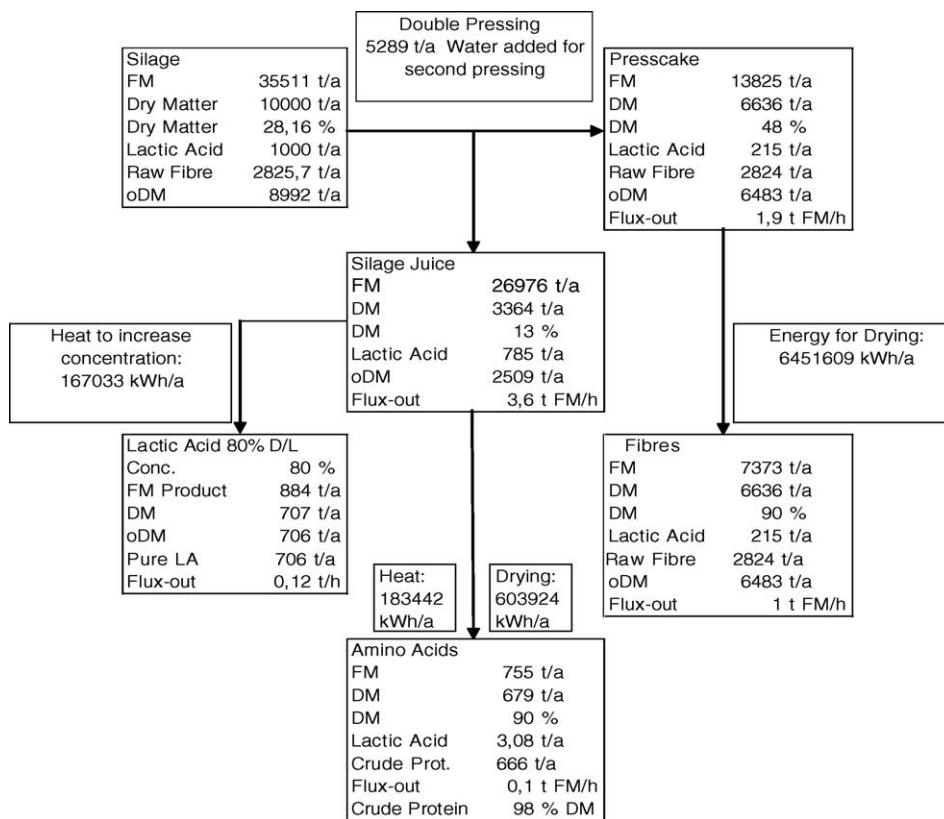 Double Pressing
5289 t/a Water added for
second pressing
Silage
FM 35511 t/a
Dry Matter 10000 t/a
Dry Matter 28,16 %
Lactic Acid 1000 t/a
Raw Fibre 2825,7 t/a
oDM 8992 t/a
Presscake
FM 13825 t/a
DM 6636 t/a
DM 48 %
Lactic Acid 215 t/a
Raw Fibre 2824 t/a
oDM 6483 t/a
Flux-out 1,9 t FM/h
Silage Juice
FM 26976 t/a
DM 3364 t/a
DM 13 %
Lactic Acid 785 t/a
oDM 2509 t/a
Flux-out 3,6 t FM/h
Heat to increase
concentration:
167033 kWh/a
Energy for Drying:
6451609 kWh/a
Lactic Acid 80% D/L
Conc. 80 %
FM Product 884 t/a
DM 707 t/a
oDM 706 t/a
Pure LA 706 t/a
Flux-out 0,12 t/h
Fibres
FM 7373 t/a
DM 6636 t/a
DM 90 %
Lactic Acid 215 t/a
Raw Fibre 2824 t/a
oDM 6483 t/a
Flux-out 1 t FM/h
Heat:
183442
kWh/a
Drying:
603924
kWh/a
Amino Acids
FM 755 t/a
DM 679 t/a
DM 90 %
Lactic Acid 3,08 t/a
Crude Prot. 666 t/a
Flux-out 0,1 t FM/h
Crude Protein 98 % DM